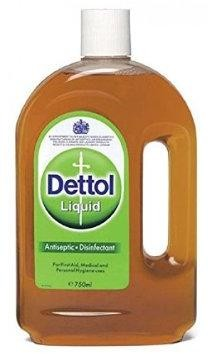 Dettol
Liquid
Antiseptic • Disinfectant
For First Aid, Medical and
Personal Hygiene uses
℮750ml